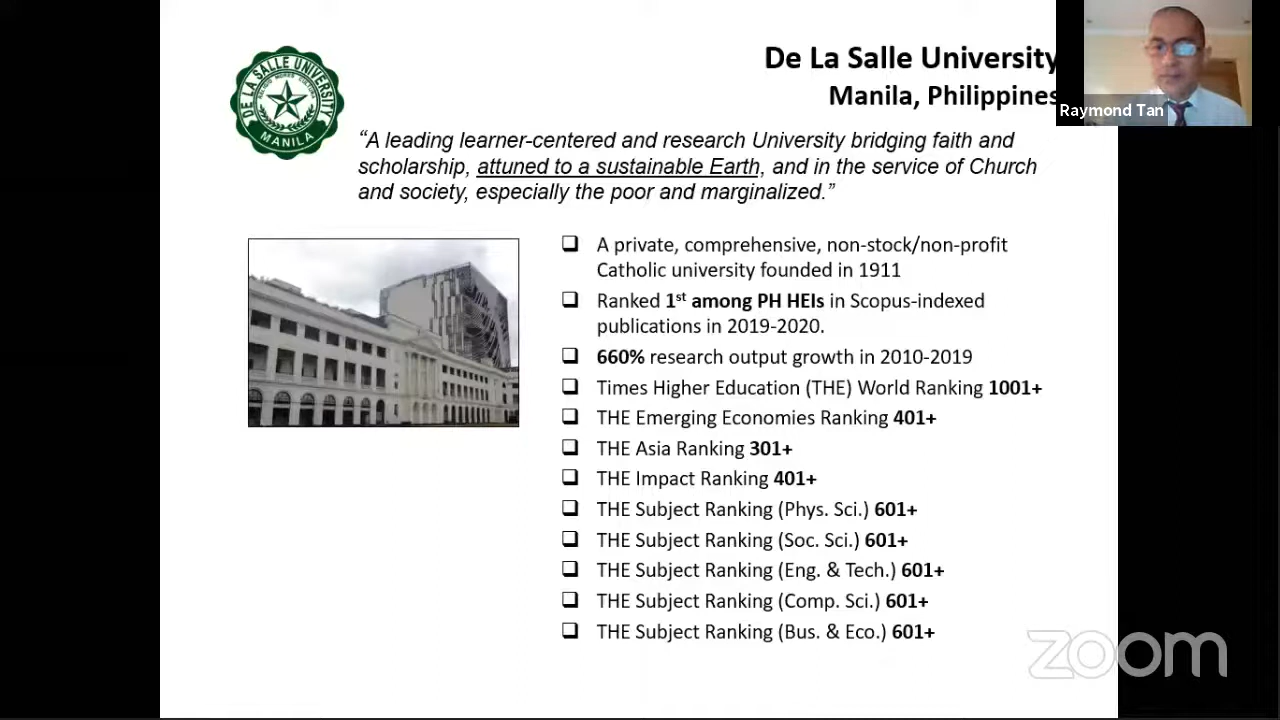 DE LA SALLE UNIVERSITY
MANILA
De La Salle University
Manila, Philippines
Raymond Tan
“A leading learner-centered and research University bridging faith and
scholarship, attuned to a sustainable Earth, and in the service of Church
and society, especially the poor and marginalized.”
❑ A private, comprehensive, non-stock/non-profit
Catholic university founded in 1911
❑ Ranked 1st among PH HEIs in Scopus-indexed
publications in 2019-2020.
❑ 660% research output growth in 2010-2019
❑ Times Higher Education (THE) World Ranking 1001+
❑ THE Emerging Economies Ranking 401+
❑ THE Asia Ranking 301+
❑ THE Impact Ranking 401+
❑ THE Subject Ranking (Phys. Sci.) 601+
❑ THE Subject Ranking (Soc. Sci.) 601+
❑ THE Subject Ranking (Eng. & Tech.) 601+
❑ THE Subject Ranking (Comp. Sci.) 601+
❑ THE Subject Ranking (Bus. & Eco.) 601+
zoom